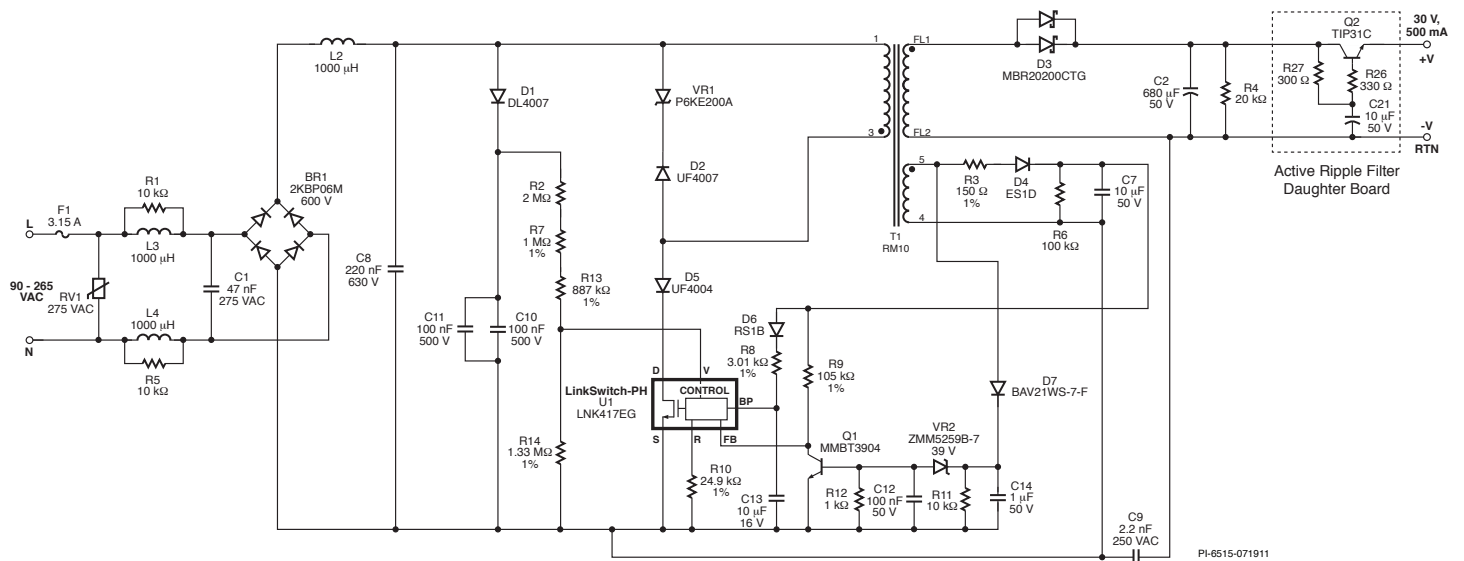 L2
1000 µH
D1
DL4007
VR1
P6KE200A
1
3
FL1
FL2
D3
MBR20200CTG
C2
680 µF
50 V
R4
20 kΩ
R27
300 Ω
Q2
TIP31C
R26
330 Ω
C21
10 µF
50 V
30 V,
500 mA
+V
-V
RTN
Active Ripple Filter
Daughter Board
BR1
2KBP06M
600 V
R1
10 kΩ
F1
3.15 A
L
L3
1000 µH
90 - 265
VAC
RV1
275 VAC
C1
47 nF
275 VAC
L4
1000 µH
N
R5
10 kΩ
C8
220 nF
630 V
R2
2 MΩ
R7
1 MΩ
1%
R13
887 kΩ
1%
D2
UF4007
D5
UF4004
C11
100 nF
500 V
C10
100 nF
500 V
R14
1.33 MΩ
1%
5
4
T1
RM10
R3
150 Ω
1%
D4
ES1D
R6
100 kΩ
C7
10 µF
50 V
D6
RS1B
R8
3.01 kΩ
1%
R9
105 kΩ
1%
D7
BAV21WS-7-F
LinkSwitch-PH
U1
LNK417EG
D
V
CONTROL
BP
S
R
FB
R10
24.9 kΩ
1%
C13
10 µF
16 V
Q1
MMBT3904
VR2
ZMM5259B-7
39 V
R12
1 kΩ
C12
100 nF
50 V
R11
10 kΩ
C14
1 µF
50 V
C9
2.2 nF
250 VAC
PI-6515-071911